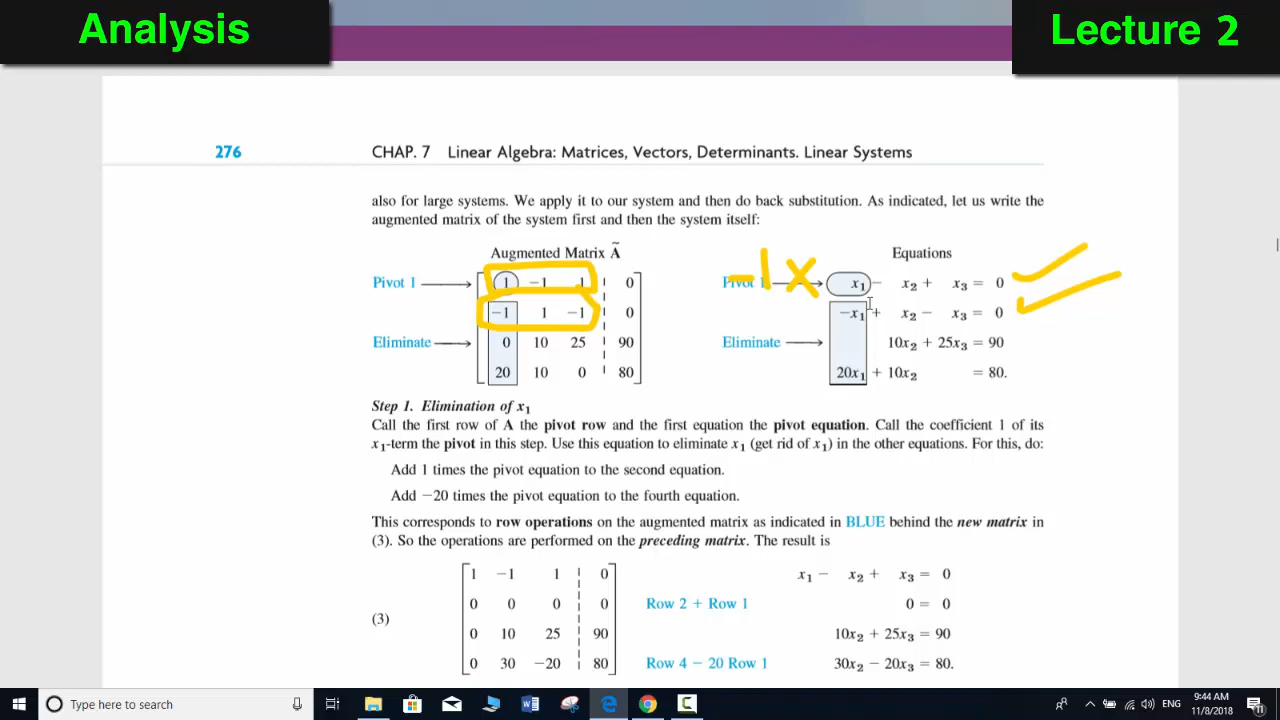 Analysis
Lecture 2
276 CHAP. 7 Linear Algebra: Matrices, Vectors, Determinants. Linear Systems
also for large systems. We apply it to our system and then do back substitution. As indicated, let us write the
augmented matrix of the system first and then the system itself:
Augmented Matrix Ã Equations
Pivot 1 1 −1 1 0 −1 x x₁ − x₂ + x₃ = 0
−1 1 −1 0 −x₁ + x₂ − x₃ = 0
Eliminate 0 10 25 90 Eliminate 10x₂ + 25x₃ = 90
20 10 0 80 20x₁ + 10x₂ = 80.
Step 1. Elimination of x₁
Call the first row of A the pivot row and the first equation the pivot equation. Call the coefficient 1 of its
x₁-term the pivot in this step. Use this equation to eliminate x₁ (get rid of x₁) in the other equations. For this, do:
Add 1 times the pivot equation to the second equation.
Add −20 times the pivot equation to the fourth equation.
This corresponds to row operations on the augmented matrix as indicated in BLUE behind the new matrix in
(3). So the operations are performed on the preceding matrix. The result is
1 −1 1 0 x₁ − x₂ + x₃ = 0
0 0 0 0 Row 2 + Row 1 0 = 0
(3)
0 10 25 90 10x₂ + 25x₃ = 90
0 30 −20 80 Row 4 − 20 Row 1 30x₂ − 20x₃ = 80.
Type here to search
ENG
9:44 AM
11/8/2018